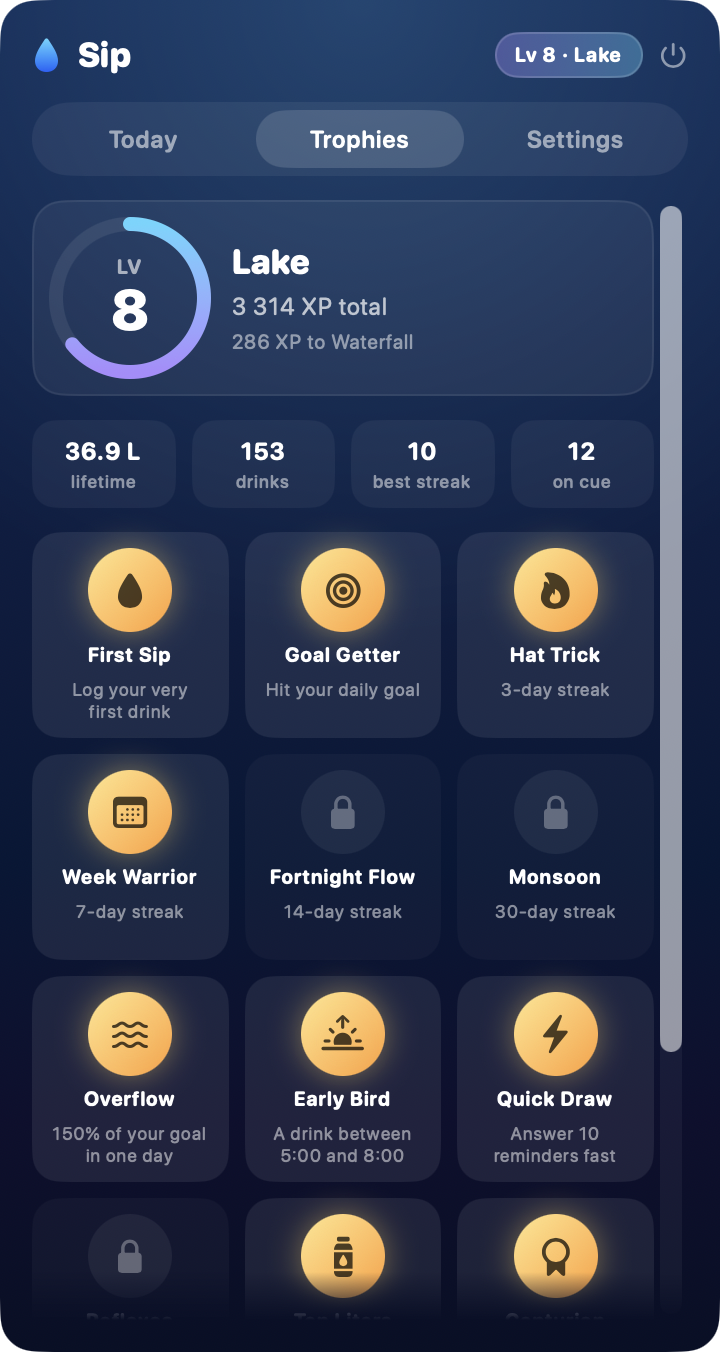 Sip
Lv 8 · Lake
Today
Trophies
Settings
LV
8
Lake
3 314 XP total
286 XP to Waterfall
36.9 L
lifetime
153
drinks
10
best streak
12
on cue
First Sip
Log your very
first drink
Goal Getter
Hit your daily goal
Hat Trick
3-day streak
Week Warrior
7-day streak
Fortnight Flow
14-day streak
Monsoon
30-day streak
Overflow
150% of your goal
in one day
Early Bird
A drink between
5:00 and 8:00
Quick Draw
Answer 10
reminders fast